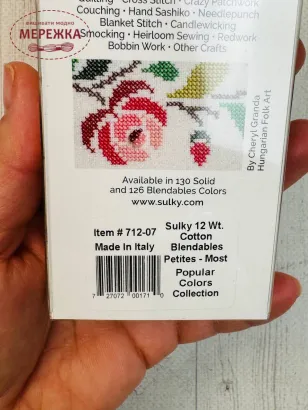 Quilting • Cross Stitch • Crazy Patchwork
Couching • Hand Sashiko • Needlepunch
Blanket Stitch • Candlewicking
Smocking • Heirloom Sewing • Redwork
Bobbin Work • Other Crafts
вишивати модно
МЕРЕЖКА
By Cheryl Granda
Hungarian Folk Art
Available in 130 Solid
and 126 Blendables Colors
www.sulky.com
Item # 712-07
Made In Italy
Sulky 12 Wt.
Cotton
Blendables
Petites - Most
Popular
Colors
Collection
7 27072 00171 0